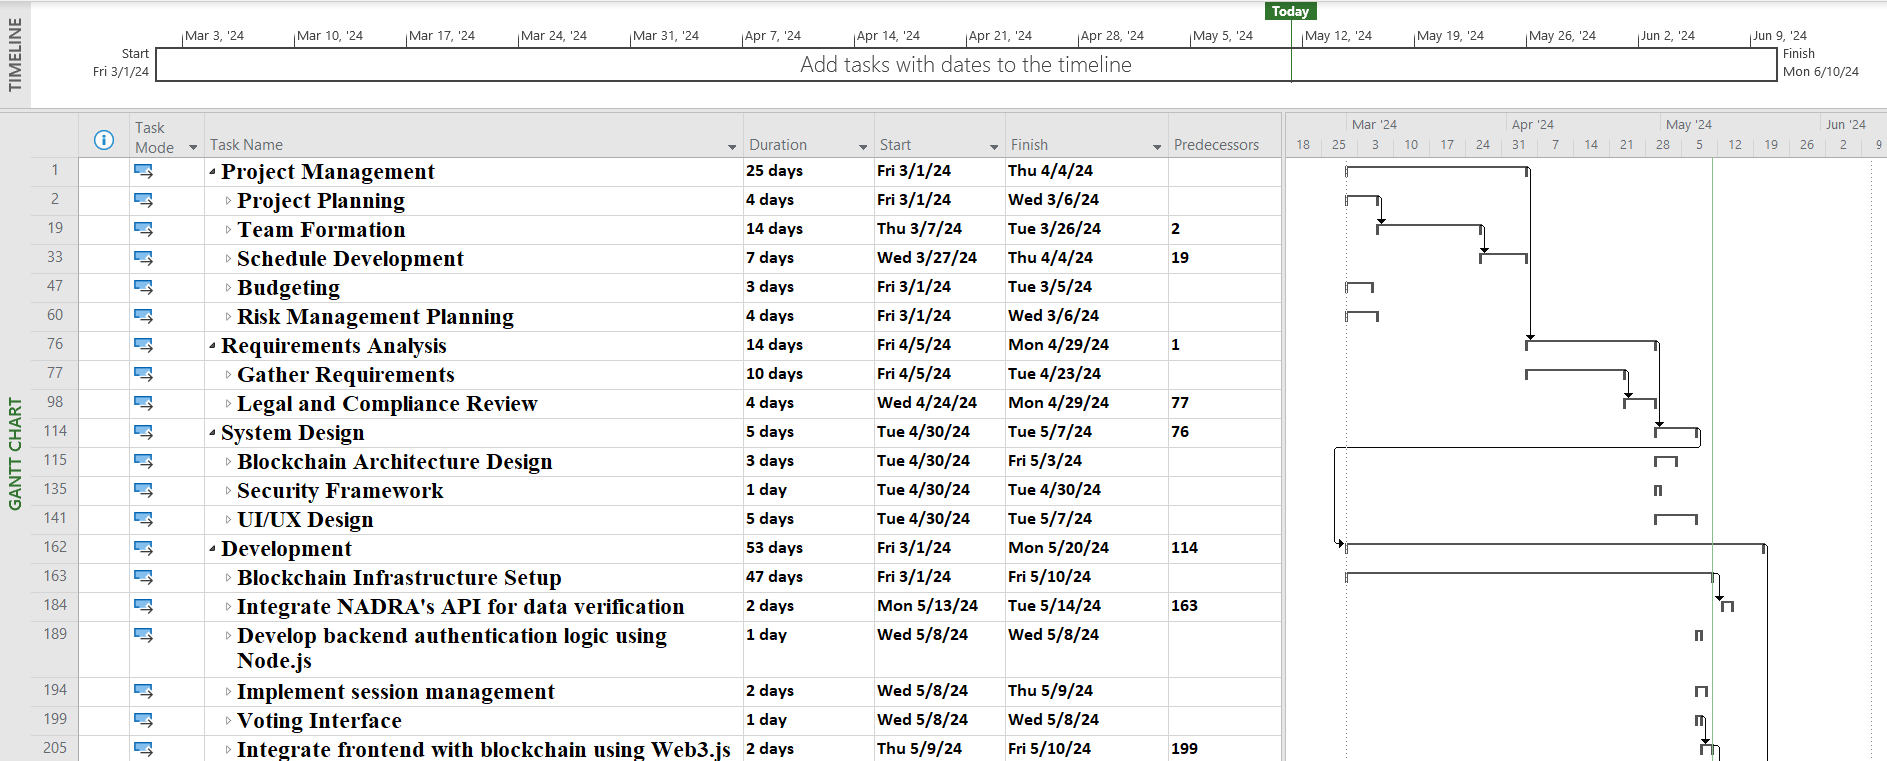 Today
Mar 3, '24 Mar 10, '24 Mar 17, '24 Mar 24, '24 Mar 31, '24 Apr 7, '24 Apr 14, '24 Apr 21, '24 Apr 28, '24 May 5, '24 May 12, '24 May 19, '24 May 26, '24 Jun 2, '24 Jun 9, '24
TIMELINE
Start
Fri 3/1/24
Add tasks with dates to the timeline
Finish
Mon 6/10/24
GANTT CHART
Task Mode Task Name Duration Start Finish Predecessors
Mar '24 Apr '24 May '24 Jun '24
18 25 3 10 17 24 31 7 14 21 28 5 12 19 26 2 9
1 Project Management 25 days Fri 3/1/24 Thu 4/4/24
2 Project Planning 4 days Fri 3/1/24 Wed 3/6/24
19 Team Formation 14 days Thu 3/7/24 Tue 3/26/24 2
33 Schedule Development 7 days Wed 3/27/24 Thu 4/4/24 19
47 Budgeting 3 days Fri 3/1/24 Tue 3/5/24
60 Risk Management Planning 4 days Fri 3/1/24 Wed 3/6/24
76 Requirements Analysis 14 days Fri 4/5/24 Mon 4/29/24 1
77 Gather Requirements 10 days Fri 4/5/24 Tue 4/23/24
98 Legal and Compliance Review 4 days Wed 4/24/24 Mon 4/29/24 77
114 System Design 5 days Tue 4/30/24 Tue 5/7/24 76
115 Blockchain Architecture Design 3 days Tue 4/30/24 Fri 5/3/24
135 Security Framework 1 day Tue 4/30/24 Tue 4/30/24
141 UI/UX Design 5 days Tue 4/30/24 Tue 5/7/24
162 Development 53 days Fri 3/1/24 Mon 5/20/24 114
163 Blockchain Infrastructure Setup 47 days Fri 3/1/24 Fri 5/10/24
184 Integrate NADRA's API for data verification 2 days Mon 5/13/24 Tue 5/14/24 163
189 Develop backend authentication logic using 1 day Wed 5/8/24 Wed 5/8/24
Node.js
194 Implement session management 2 days Wed 5/8/24 Thu 5/9/24
199 Voting Interface 1 day Wed 5/8/24 Wed 5/8/24
205 Integrate frontend with blockchain using Web3.js 2 days Thu 5/9/24 Fri 5/10/24 199